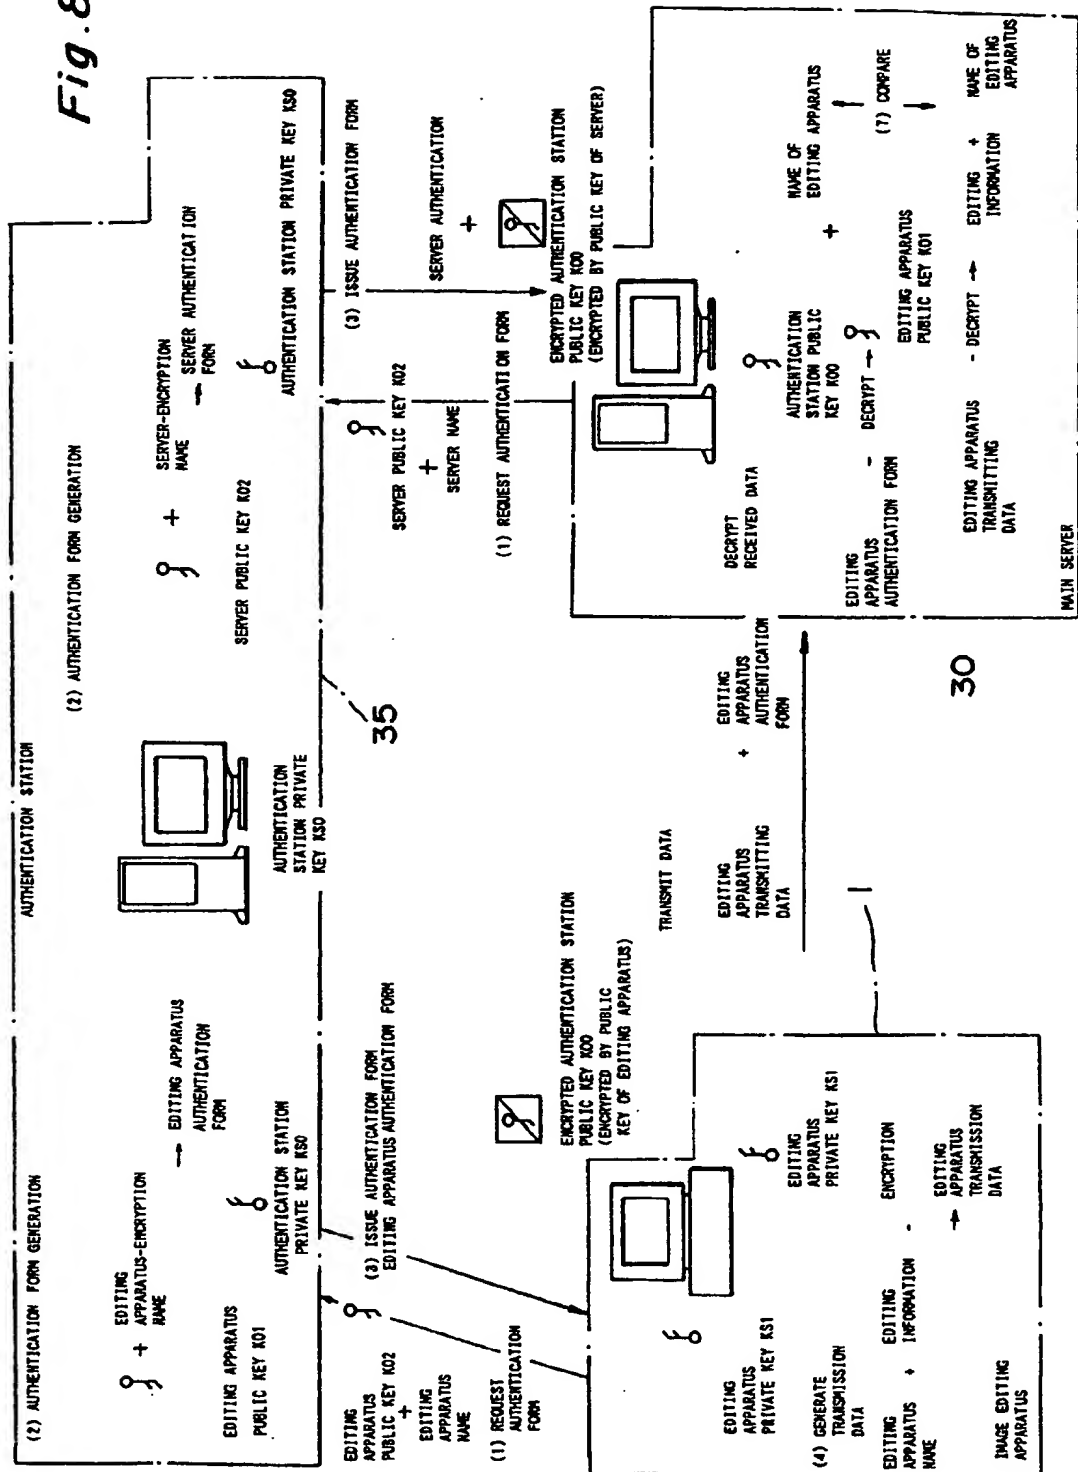 Fig.8
AUTHENTICATION STATION
(2) AUTHENTICATION FORM GENERATION
EDITING
+ APPARATUS-ENCRYPTION
NAME
→ EDITING APPARATUS
AUTHENTICATION
FORM
EDITING APPARATUS
PUBLIC KEY K01
AUTHENTICATION STATION
PRIVATE KEY KS0
AUTHENTICATION
STATION PRIVATE
KEY KS0
(2) AUTHENTICATION FORM GENERATION
+ SERVER-ENCRYPTION
NAME
→ SERVER AUTHENTICATION
FORM
SERVER PUBLIC KEY K02
AUTHENTICATION STATION PRIVATE KEY KS0
35
EDITING
APPARATUS
PUBLIC KEY K02
+
EDITING
APPARATUS
NAME
(1) REQUEST
AUTHENTICATION
FORM
(3) ISSUE AUTHENTICATION FORM
EDITING APPARATUS AUTHENTICATION FORM
ENCRYPTED AUTHENTICATION STATION
PUBLIC KEY K00
(ENCRYPTED BY PUBLIC
KEY OF EDITING APPARATUS)
SERVER PUBLIC KEY K02
+
SERVER NAME
(1) REQUEST AUTHENTICATION FORM
(3) ISSUE AUTHENTICATION FORM
SERVER AUTHENTICATION
+
ENCRYPTED AUTHENTICATION STATION
PUBLIC KEY K00
(ENCRYPTED BY PUBLIC KEY OF SERVER)
EDITING
APPARATUS
PRIVATE KEY KS1
EDITING
APPARATUS
PRIVATE KEY KS1
(4) GENERATE
TRANSMISSION
DATA
EDITING
APPARATUS
NAME
+ EDITING
INFORMATION
- ENCRYPTION
→ EDITING
APPARATUS
TRANSMISSION
DATA
IMAGE EDITING
APPARATUS
1
TRANSMIT DATA
EDITING
APPARATUS
TRANSMITTING
DATA
+ EDITING
APPARATUS
AUTHENTICATION
FORM
30
DECRYPT
RECEIVED DATA
AUTHENTICATION
STATION PUBLIC
KEY K00
EDITING
APPARATUS
AUTHENTICATION FORM
- DECRYPT →
+ NAME OF
EDITING APPARATUS
EDITING APPARATUS
PUBLIC KEY K01
(7) COMPARE
EDITING APPARATUS
TRANSMITTING
DATA
- DECRYPT → EDITING
INFORMATION
+ NAME OF
EDITING
APPARATUS
MAIN SERVER